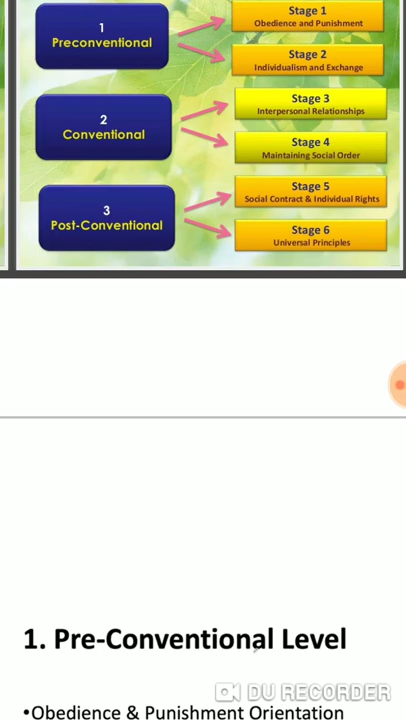 1
Preconventional
Stage 1
Obedience and Punishment
Stage 2
Individualism and Exchange
2
Conventional
Stage 3
Interpersonal Relationships
Stage 4
Maintaining Social Order
3
Post-Conventional
Stage 5
Social Contract & Individual Rights
Stage 6
Universal Principles
1. Pre-Conventional Level
•Obedience & Punishment Orientation
DU RECORDER